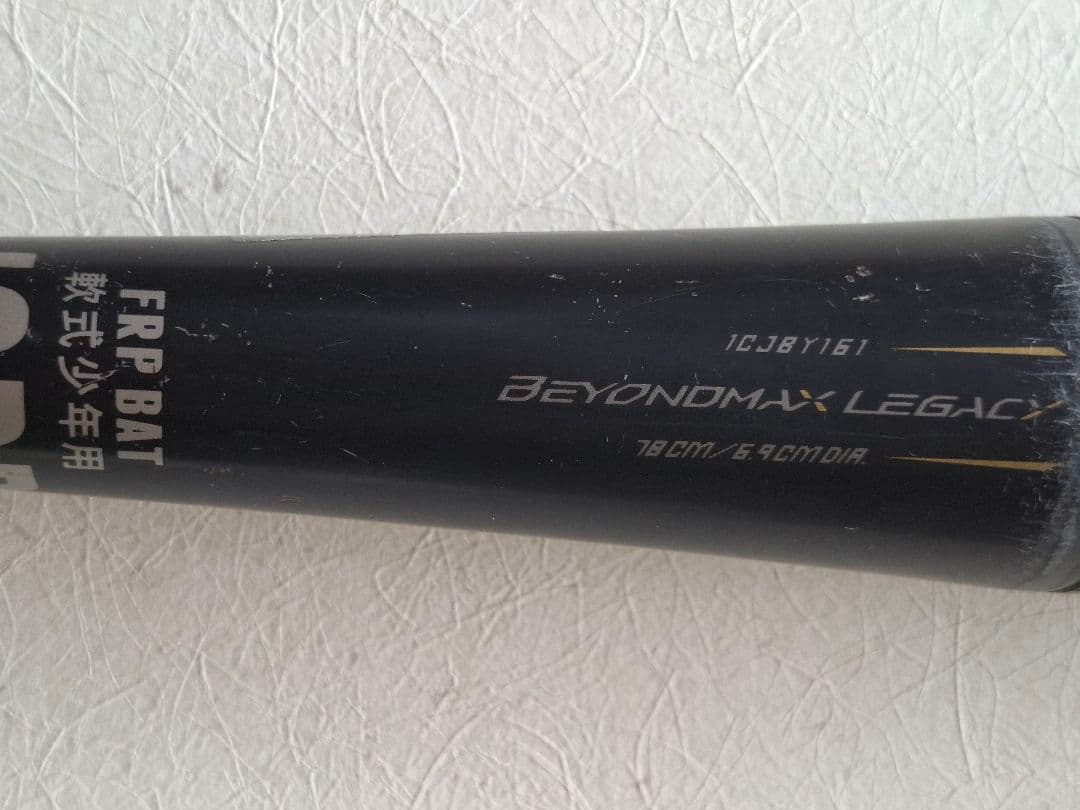 FRP BAT
軟式少年用
1CJBY161
BEYONDMAX LEGACY
78CM/6.9CM DIA.